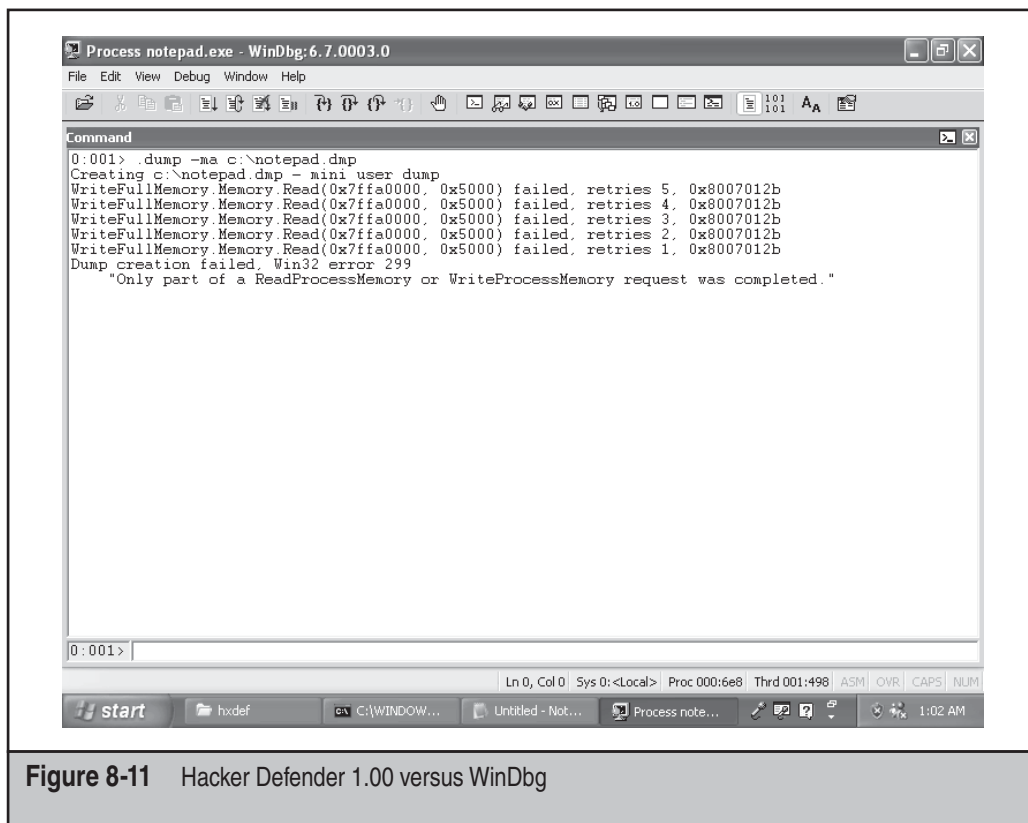 Process notepad.exe - WinDbg:6.7.0003.0
File Edit View Debug Window Help
Command
0:001> .dump -ma c:\notepad.dmp
Creating c:\notepad.dmp - mini user dump
WriteFullMemory.Memory.Read(0x7ffa0000, 0x5000) failed, retries 5, 0x8007012b
WriteFullMemory.Memory.Read(0x7ffa0000, 0x5000) failed, retries 4, 0x8007012b
WriteFullMemory.Memory.Read(0x7ffa0000, 0x5000) failed, retries 3, 0x8007012b
WriteFullMemory.Memory.Read(0x7ffa0000, 0x5000) failed, retries 2, 0x8007012b
WriteFullMemory.Memory.Read(0x7ffa0000, 0x5000) failed, retries 1, 0x8007012b
Dump creation failed, Win32 error 299
"Only part of a ReadProcessMemory or WriteProcessMemory request was completed."
0:001>
Ln 0, Col 0 Sys 0:<Local> Proc 000:6e8 Thrd 001:498 ASM OVR CAPS NUM
start hxdef C:\WINDOW... Untitled - Not... Process note... 1:02 AM
Figure 8-11 Hacker Defender 1.00 versus WinDbg